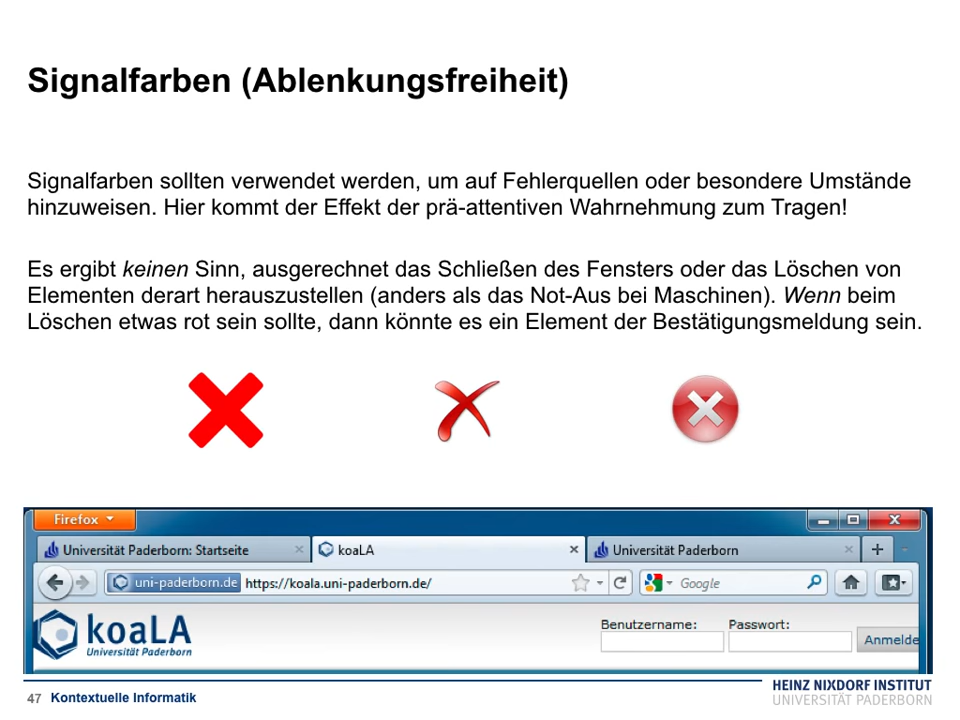 Signalfarben (Ablenkungsfreiheit)
Signalfarben sollten verwendet werden, um auf Fehlerquellen oder besondere Umstände
hinzuweisen. Hier kommt der Effekt der prä-attentiven Wahrnehmung zum Tragen!
Es ergibt keinen Sinn, ausgerechnet das Schließen des Fensters oder das Löschen von
Elementen derart herauszustellen (anders als das Not-Aus bei Maschinen). Wenn beim
Löschen etwas rot sein sollte, dann könnte es ein Element der Bestätigungsmeldung sein.
Firefox
Universität Paderborn: Startseite
koaLA
Universität Paderborn
uni-paderborn.de https://koala.uni-paderborn.de/
Google
koaLA
Universität Paderborn
Benutzername: Passwort:
Anmelde
47 Kontextuelle Informatik
HEINZ NIXDORF INSTITUT
UNIVERSITÄT PADERBORN